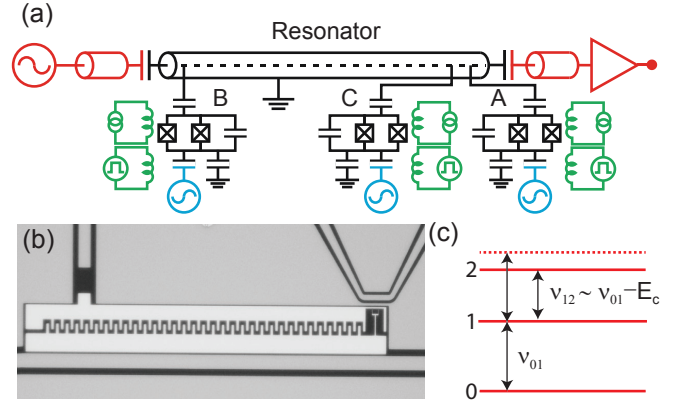 (a)
Resonator
B
C
A
(b)
(c)
2
ν12 ~ ν01−Ec
1
ν01
0